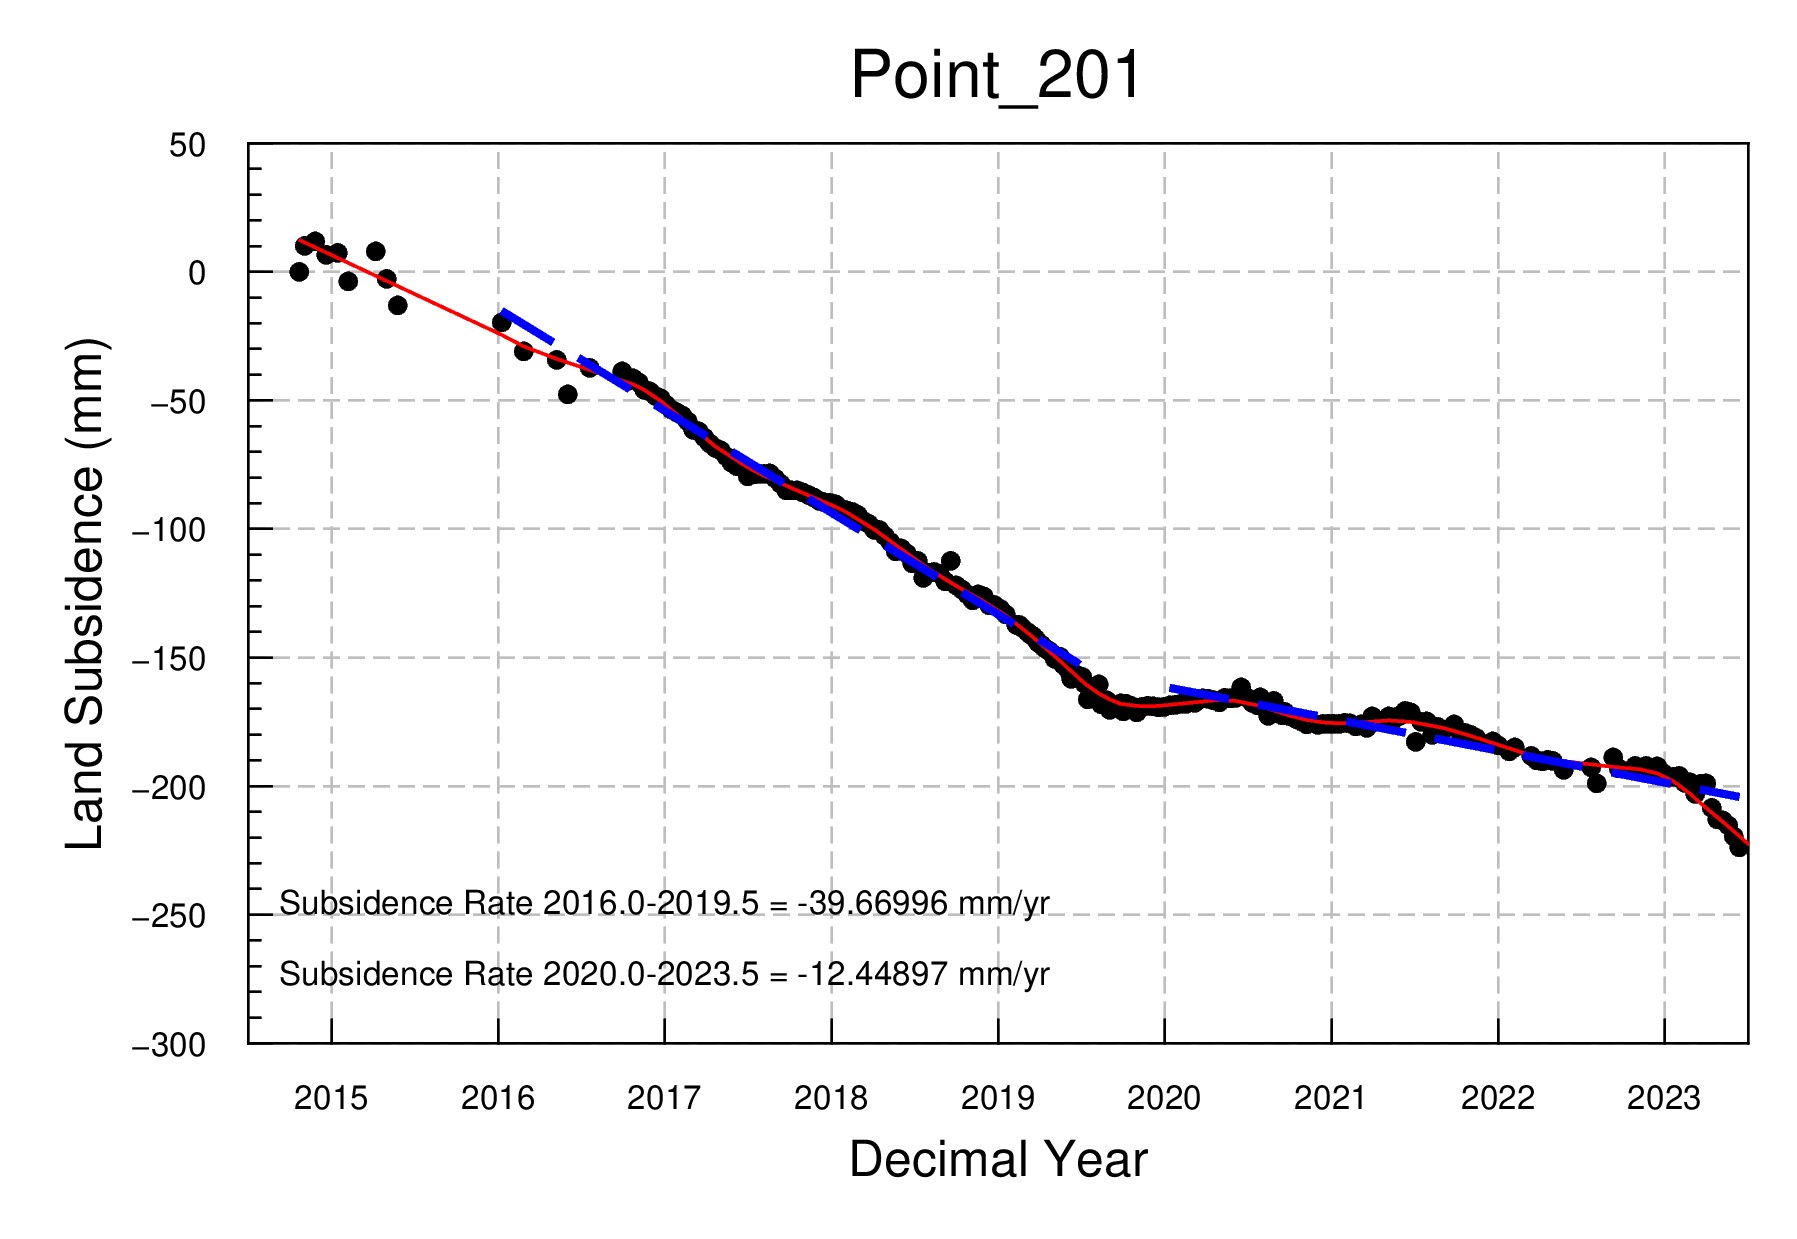 Point_201
50
0
−50
−100
−150
−200
−250
−300
Land Subsidence (mm)
Subsidence Rate 2016.0-2019.5 = -39.66996 mm/yr
Subsidence Rate 2020.0-2023.5 = -12.44897 mm/yr
2015 2016 2017 2018 2019 2020 2021 2022 2023
Decimal Year